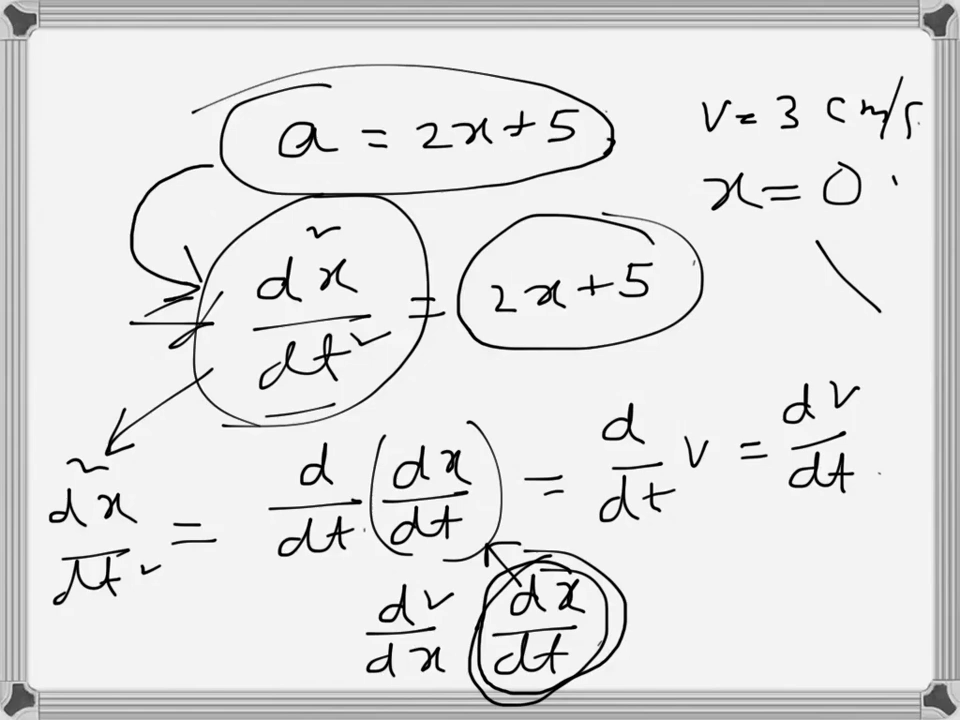 a = 2x+5
v = 3 cm/s
x = 0
d²x/dt² = 2x+5
d²x/dt² = d/dt (dx/dt) = d/dt v = dv/dt
dv/dx dx/dt